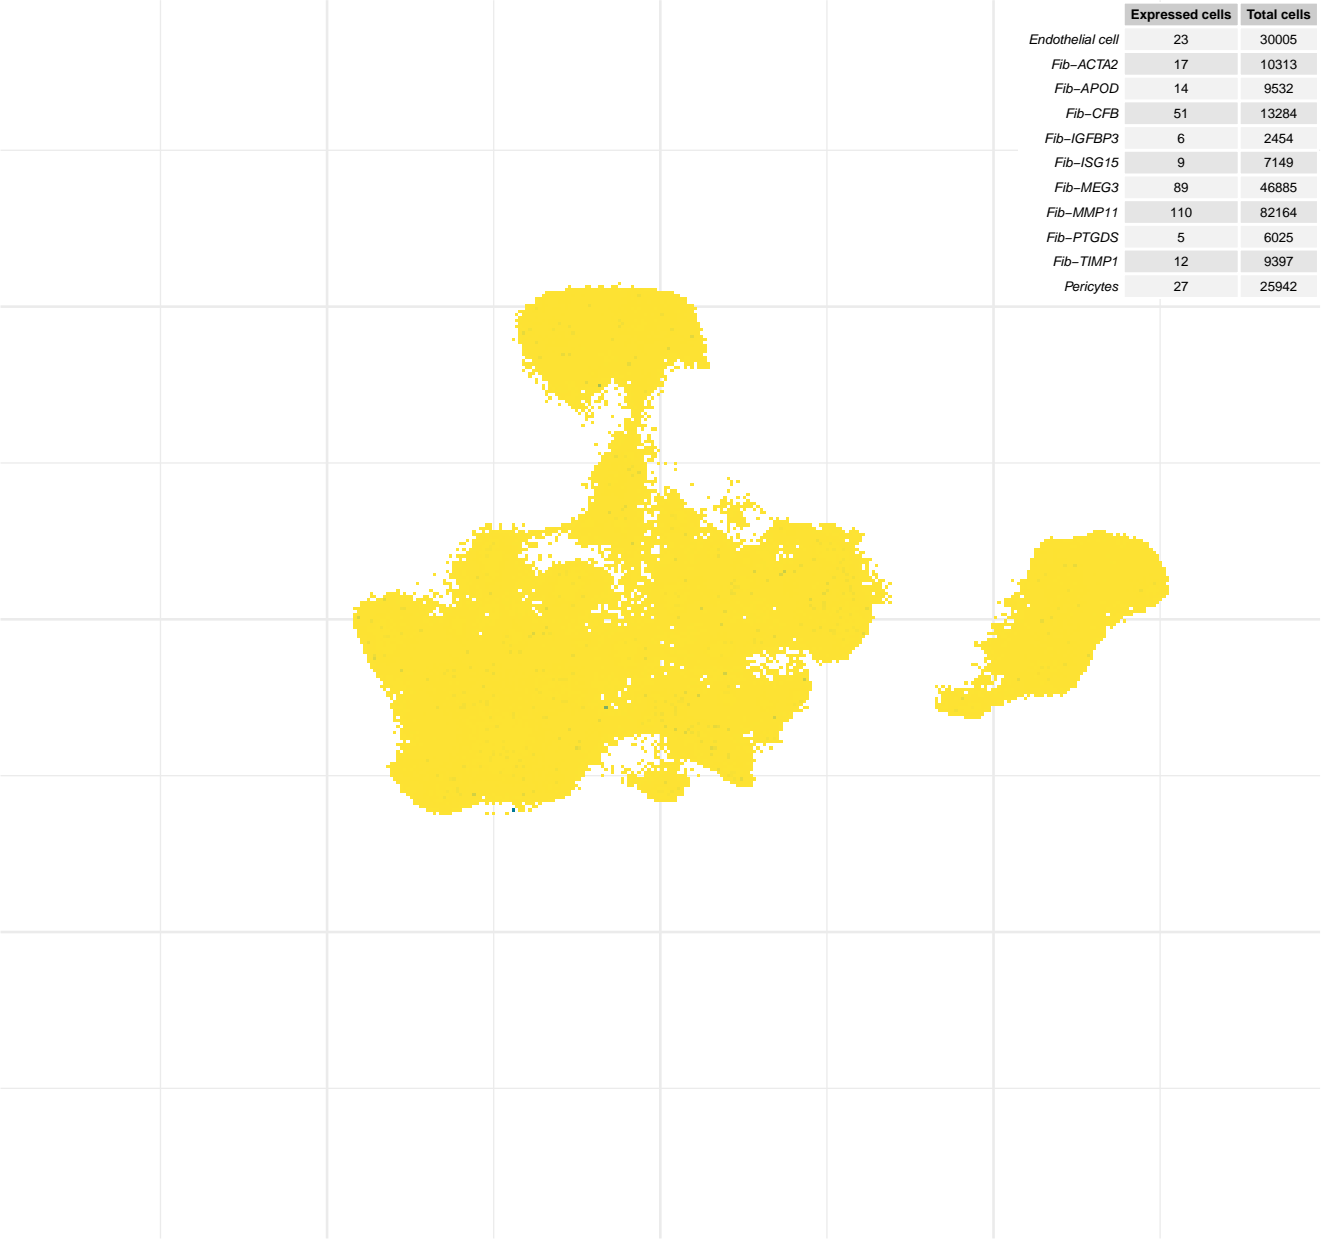 Expressed cells Total cells
Endothelial cell 23 30005
Fib−ACTA2 17 10313
Fib−APOD 14 9532
Fib−CFB 51 13284
Fib−IGFBP3 6 2454
Fib−ISG15 9 7149
Fib−MEG3 89 46885
Fib−MMP11 110 82164
Fib−PTGDS 5 6025
Fib−TIMP1 12 9397
Pericytes 27 25942